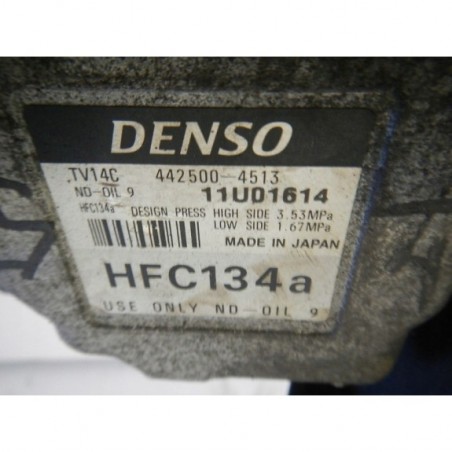 DENSO
TV14C 442500-4513
ND-OIL 9 11UD1614
HFC134a DESIGN PRESS HIGH SIDE 3.53MPa
LOW SIDE 1.67MPa
MADE IN JAPAN
HFC134a
USE ONLY ND-OIL 9